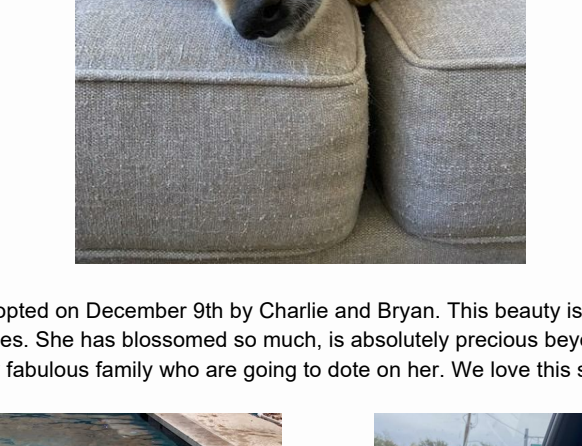 opted on December 9th by Charlie and Bryan. This beauty is
es. She has blossomed so much, is absolutely precious bey
fabulous family who are going to dote on her. We love this s